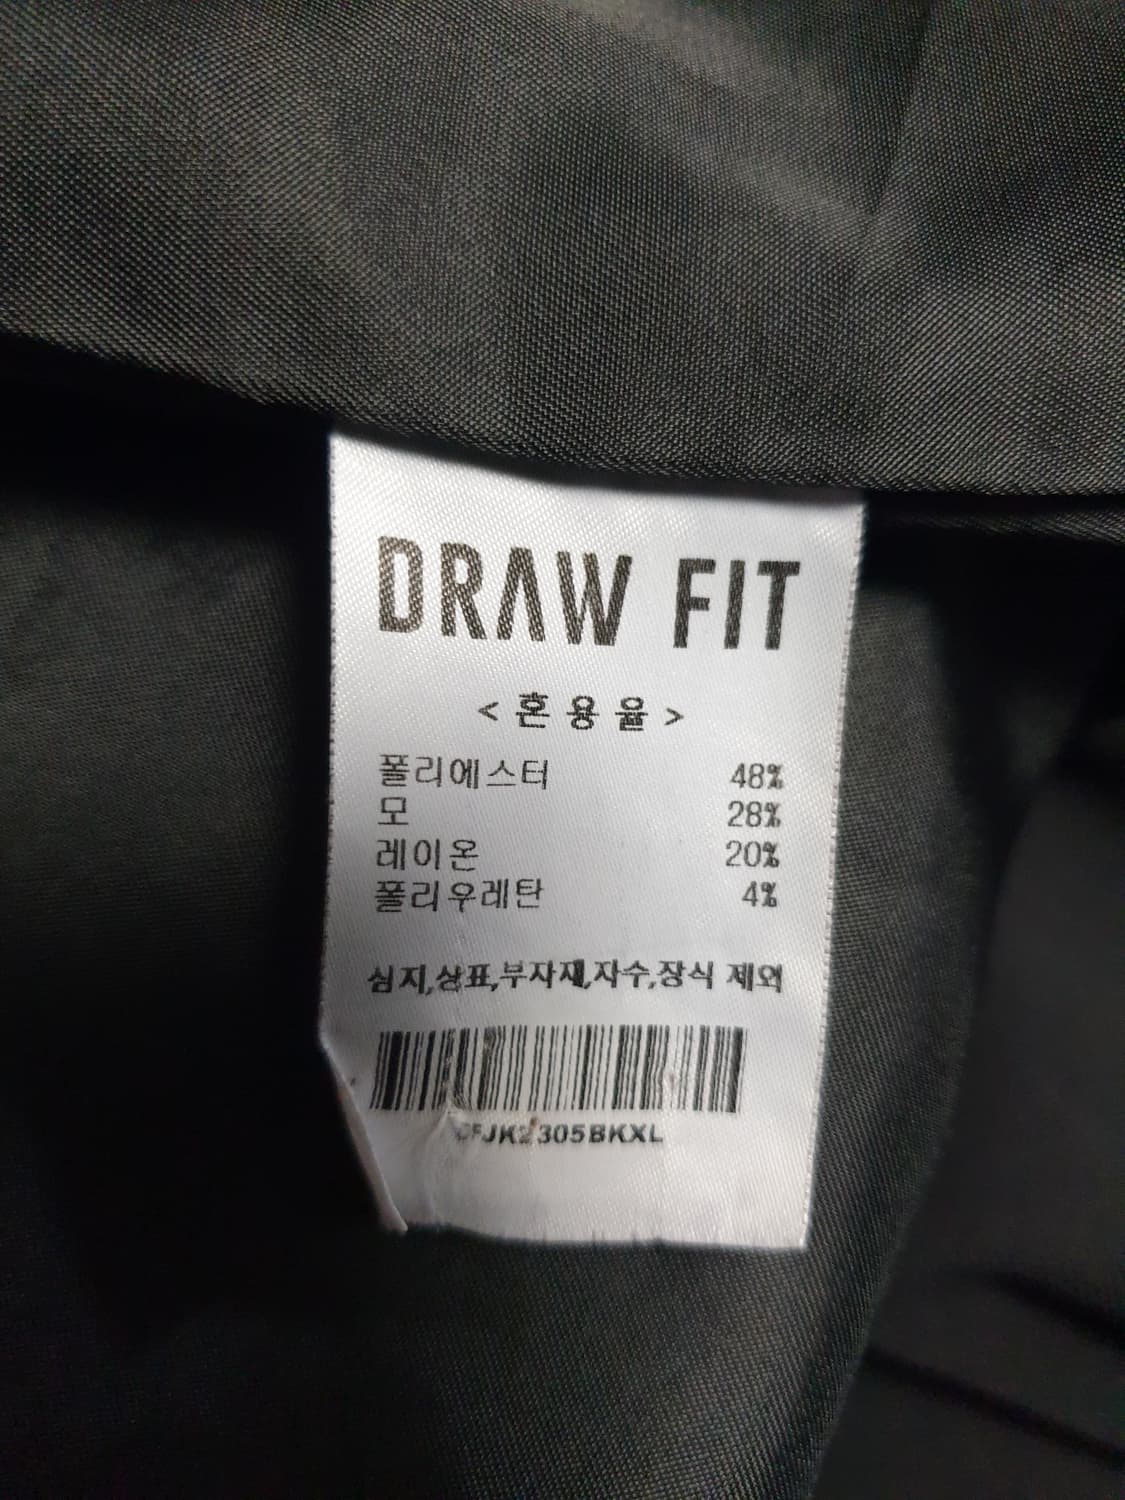 DRAW FIT
<혼용율>
폴리에스터 48%
모 28%
레이온 20%
폴리우레탄 4%
심지,상표,부자재,자수,장식 제외